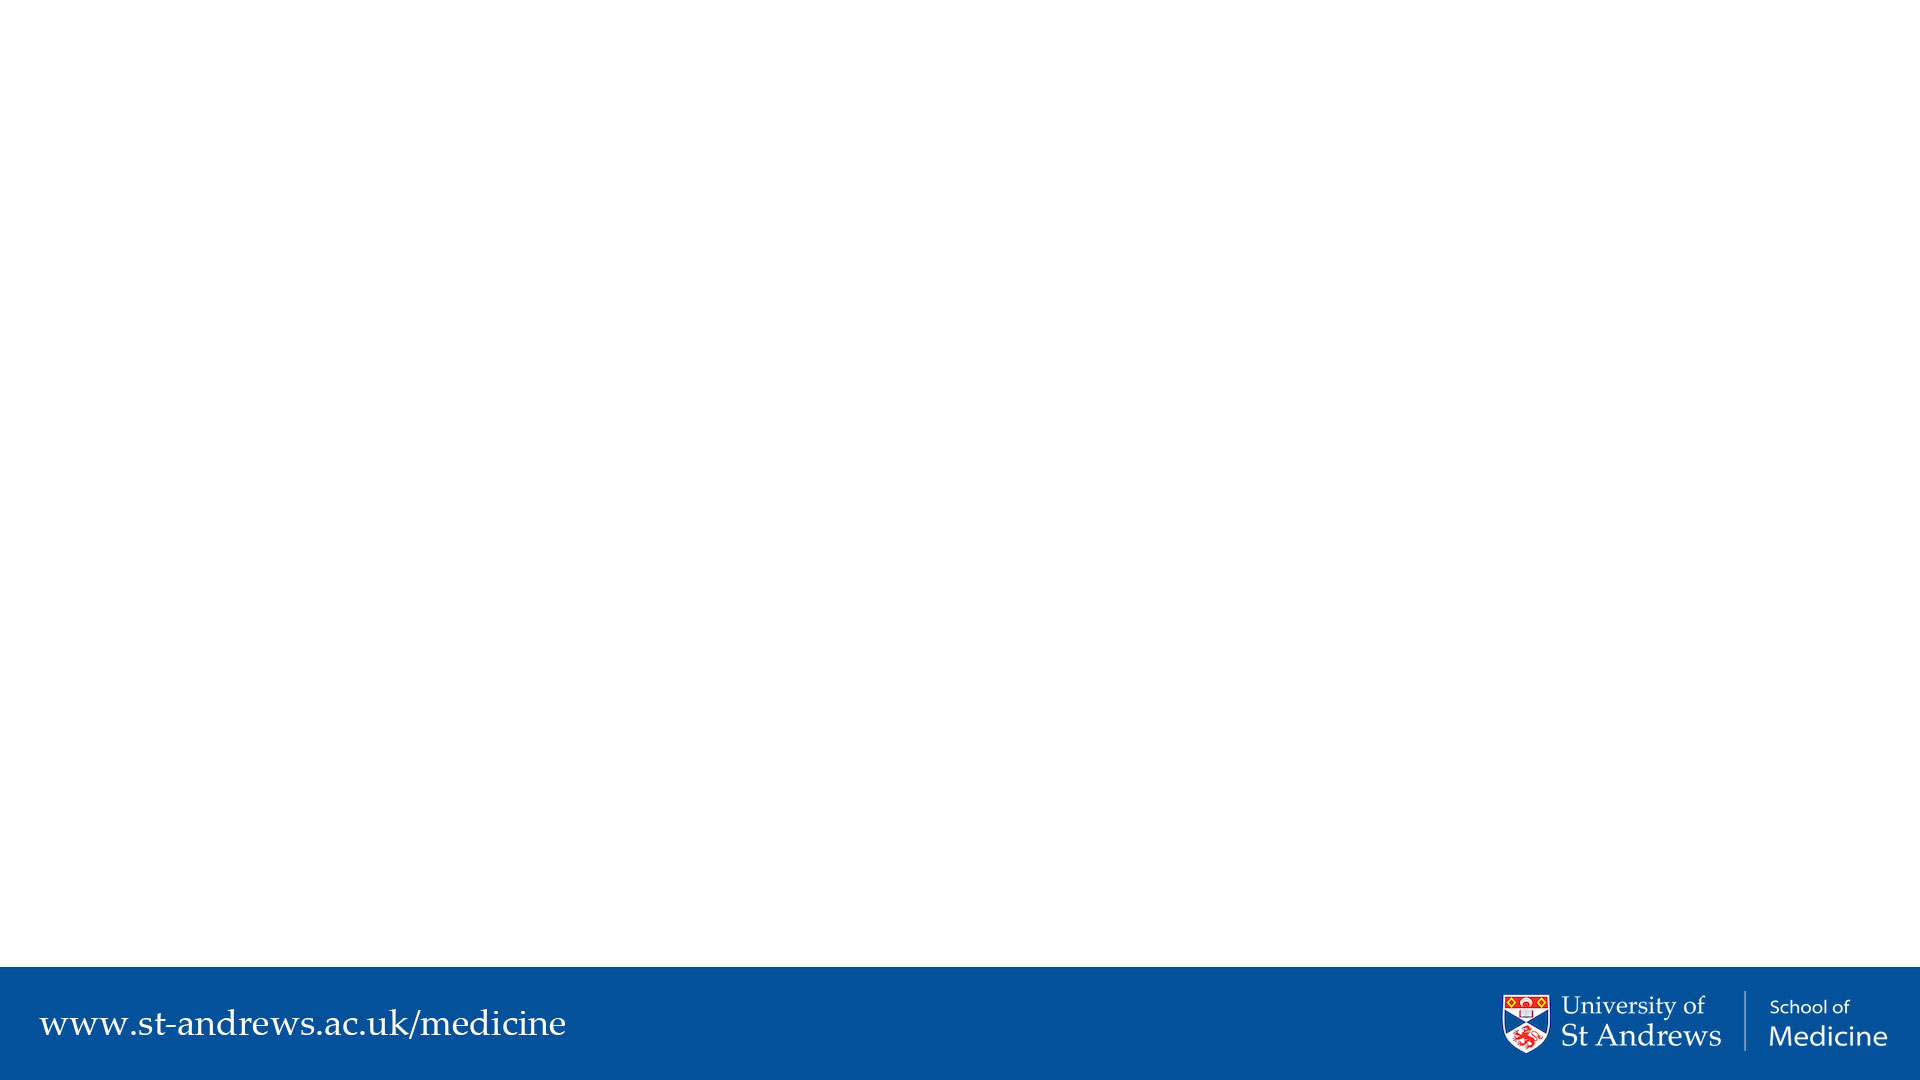 www.st-andrews.ac.uk/medicine
University of
St Andrews
School of
Medicine